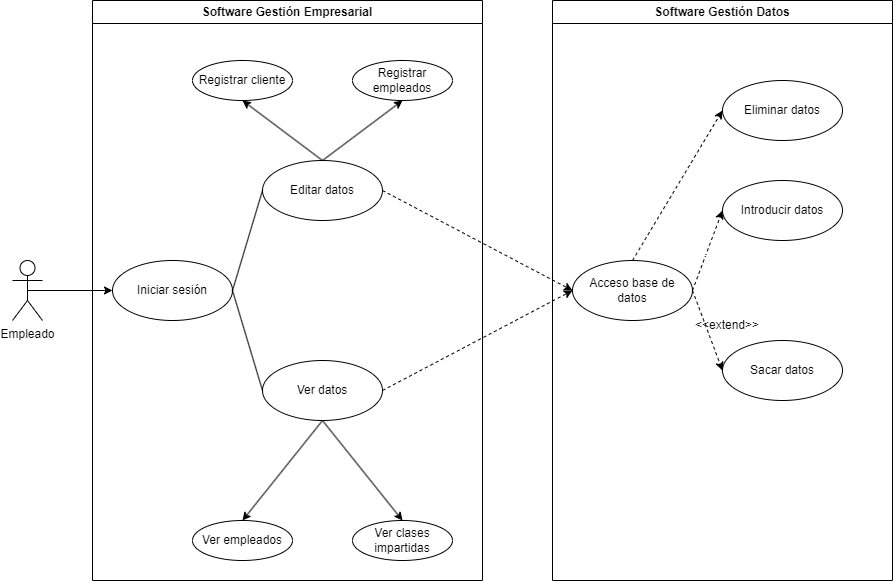 Software Gestión Empresarial
Software Gestión Datos
Registrar cliente
Registrar
empleados
Eliminar datos
Editar datos
Introducir datos
Iniciar sesión
Acceso base de
datos
Empleado
<<extend>>
Ver datos
Sacar datos
Ver empleados
Ver clases
impartidas